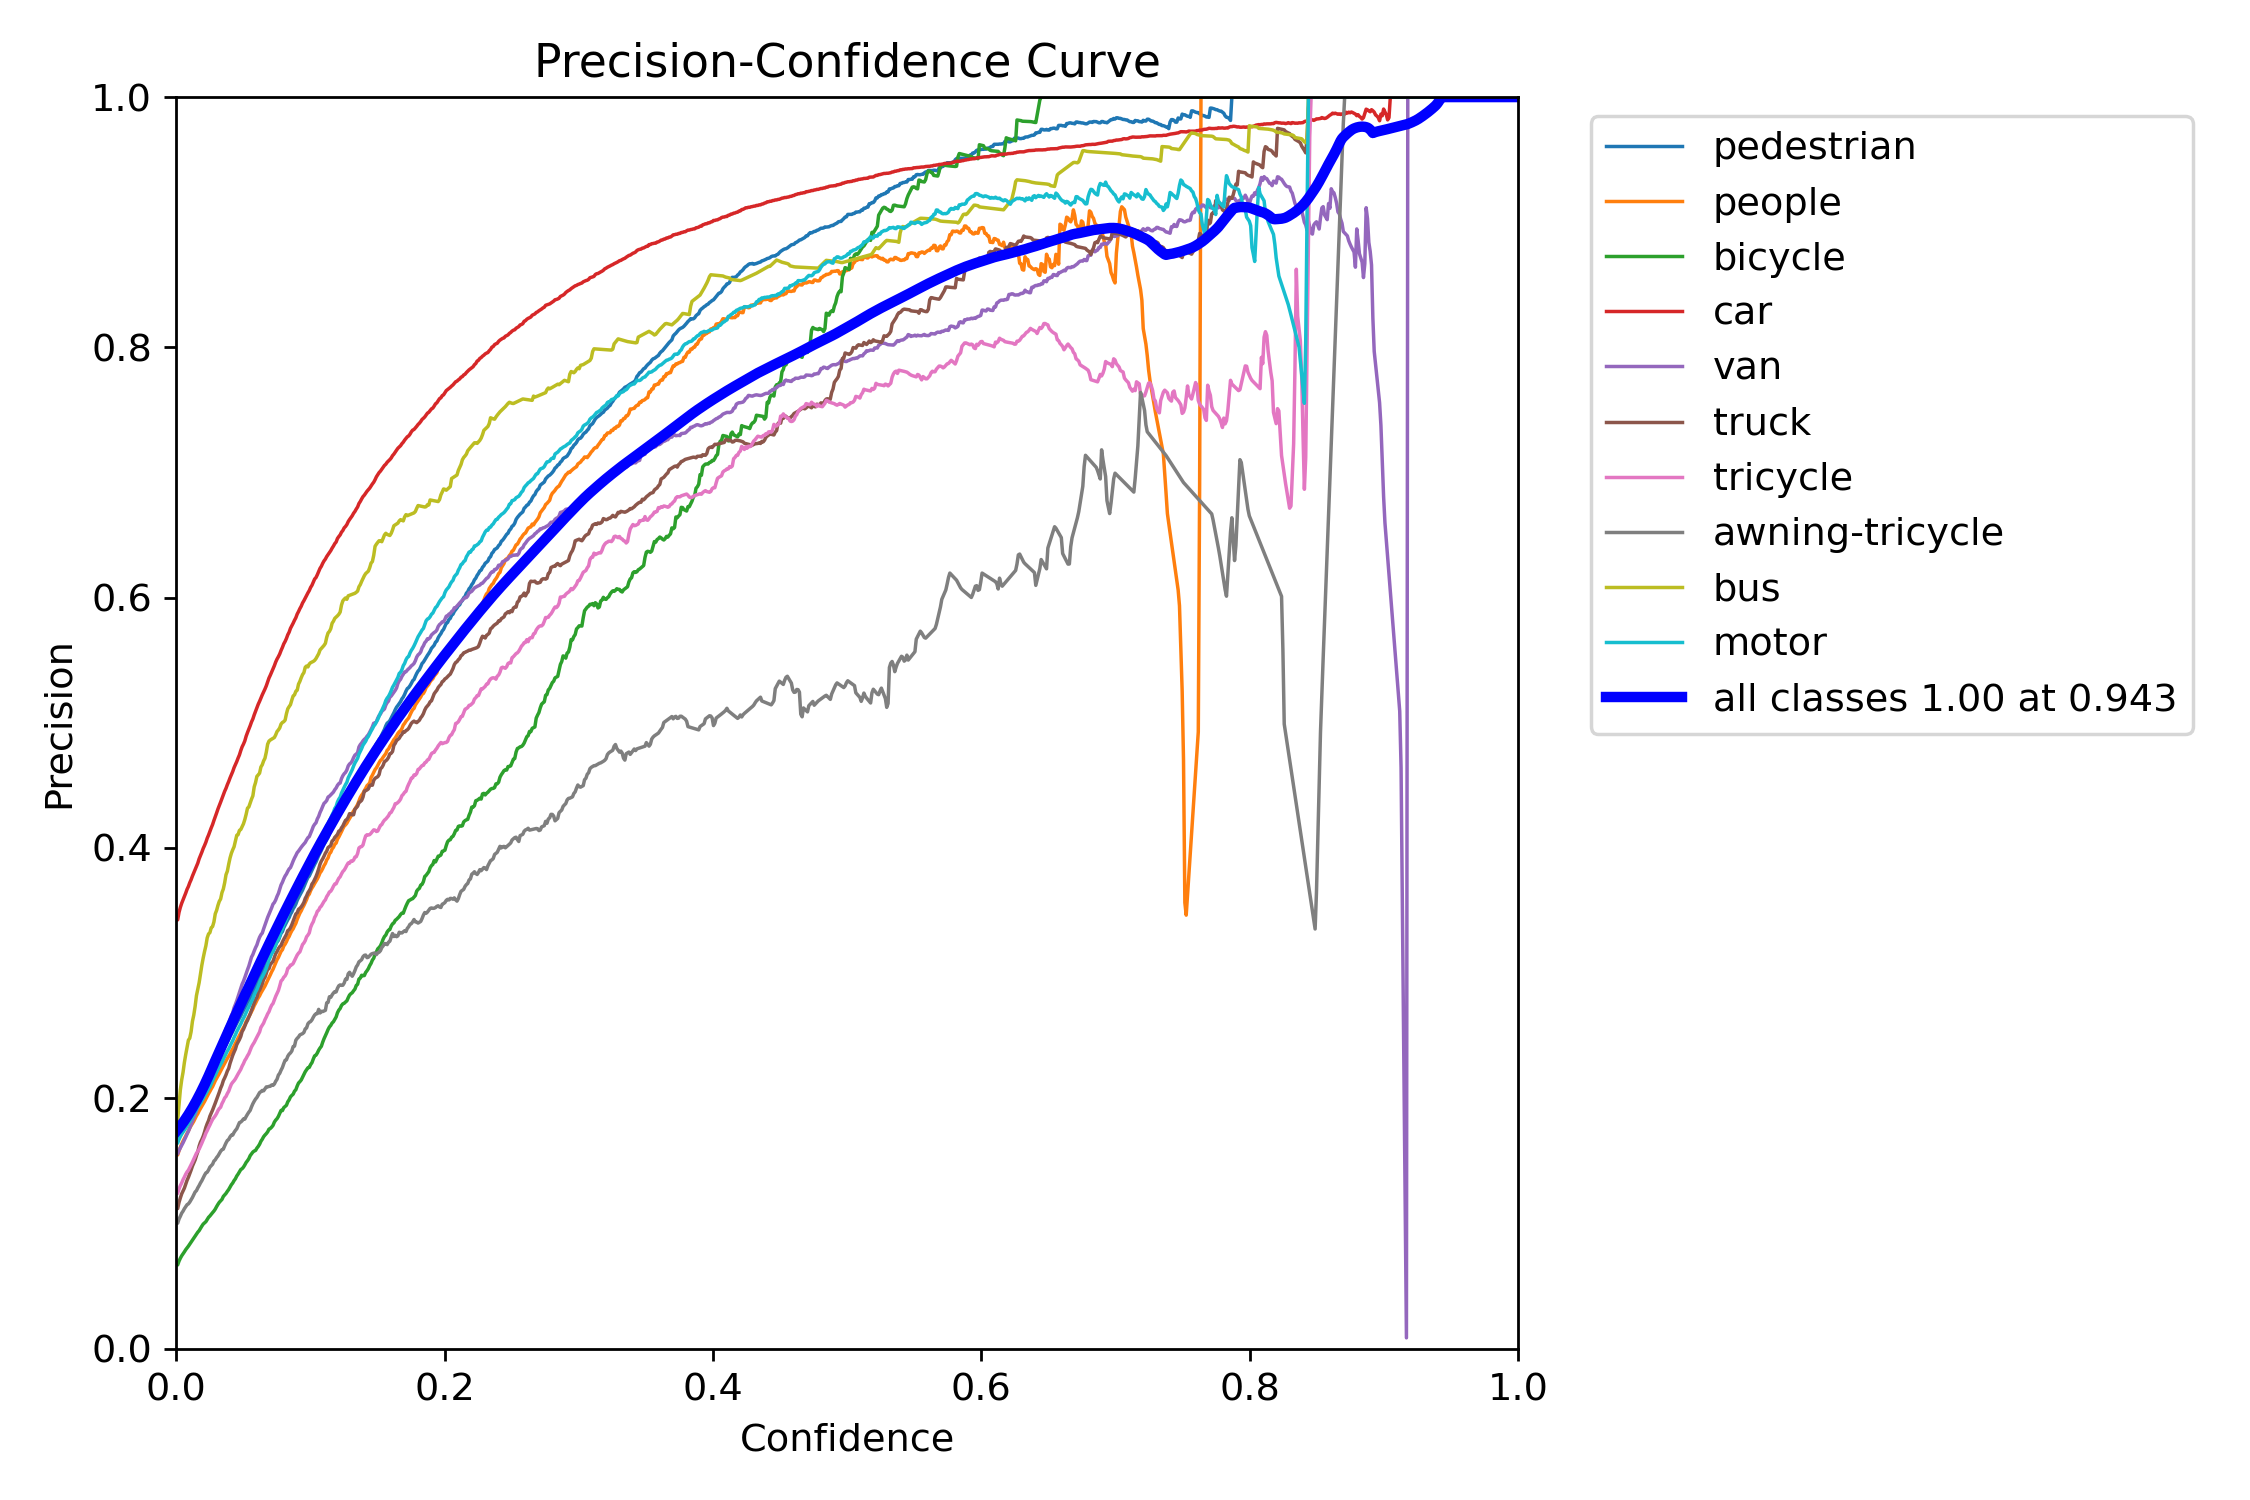 Precision-Confidence Curve
1.0
0.8
0.6
0.4
0.2
0.0
Precision
0.0 0.2 0.4 0.6 0.8 1.0
Confidence
pedestrian
people
bicycle
car
van
truck
tricycle
awning-tricycle
bus
motor
all classes 1.00 at 0.943